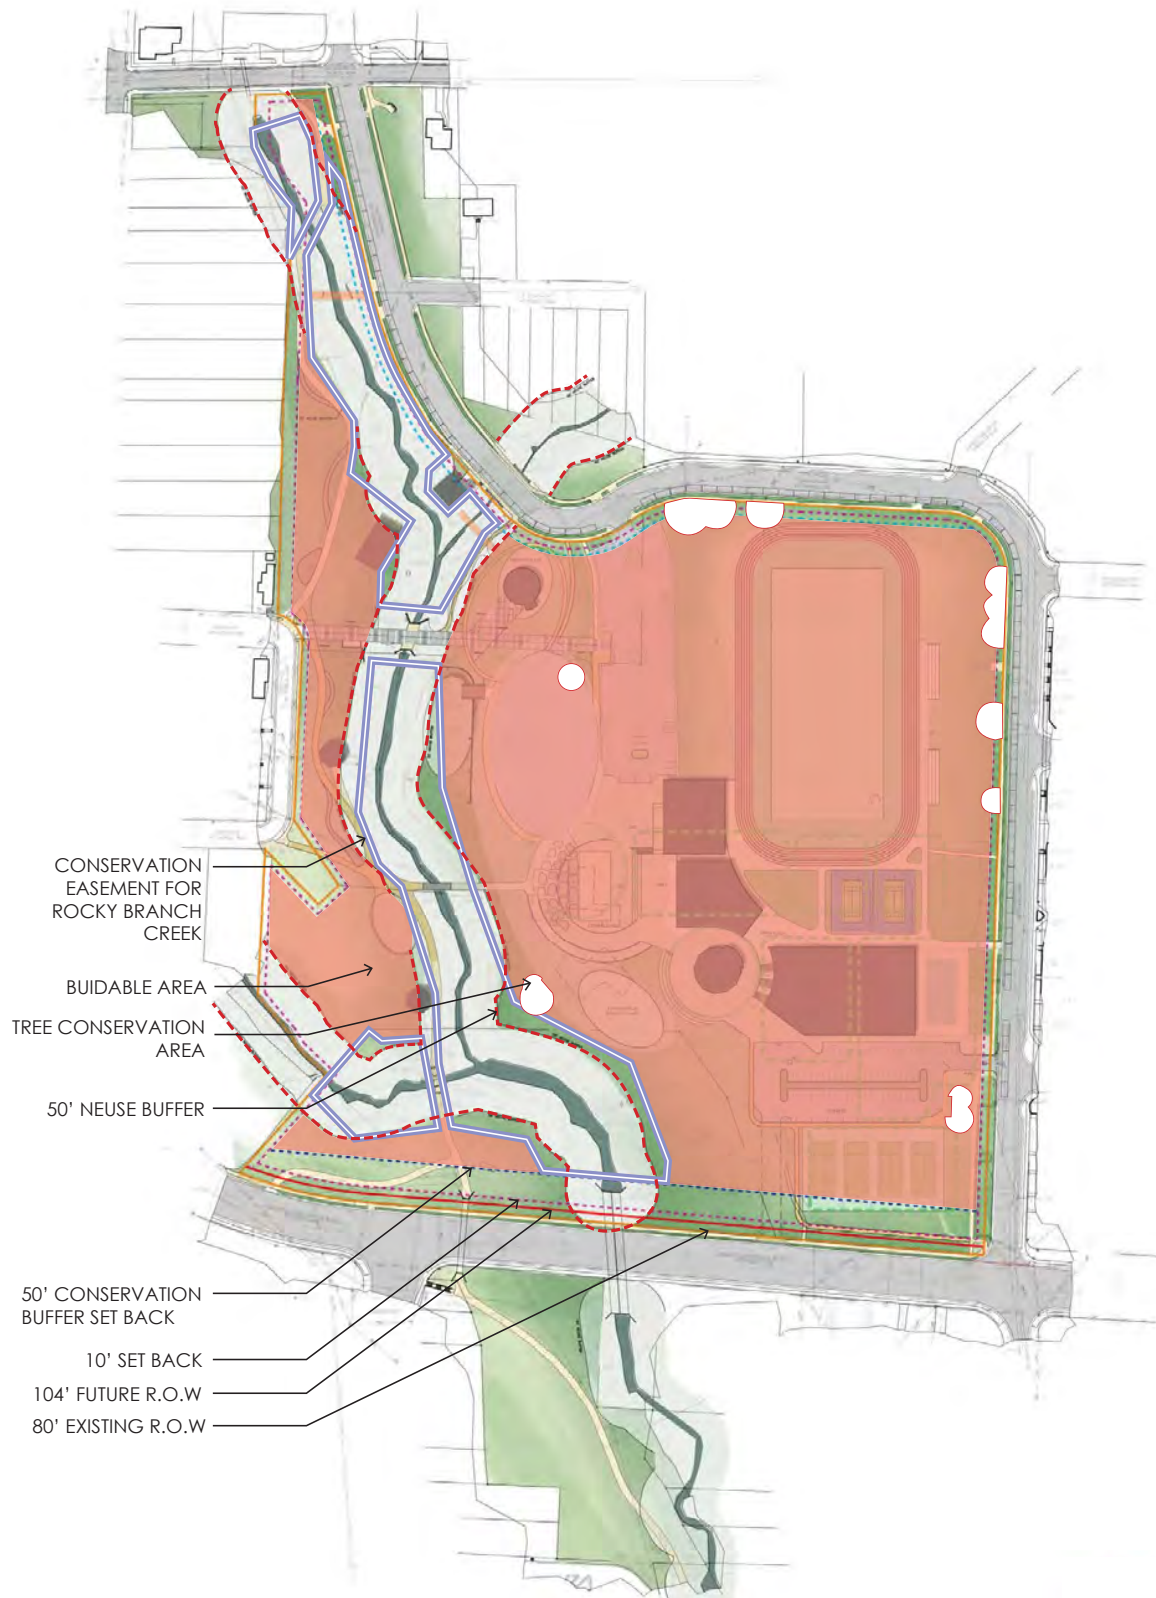 CONSERVATION
EASEMENT FOR
ROCKY BRANCH
CREEK
BUIDABLE AREA
TREE CONSERVATION
AREA
50' NEUSE BUFFER
50' CONSERVATION
BUFFER SET BACK
10' SET BACK
104' FUTURE R.O.W
80' EXISTING R.O.W